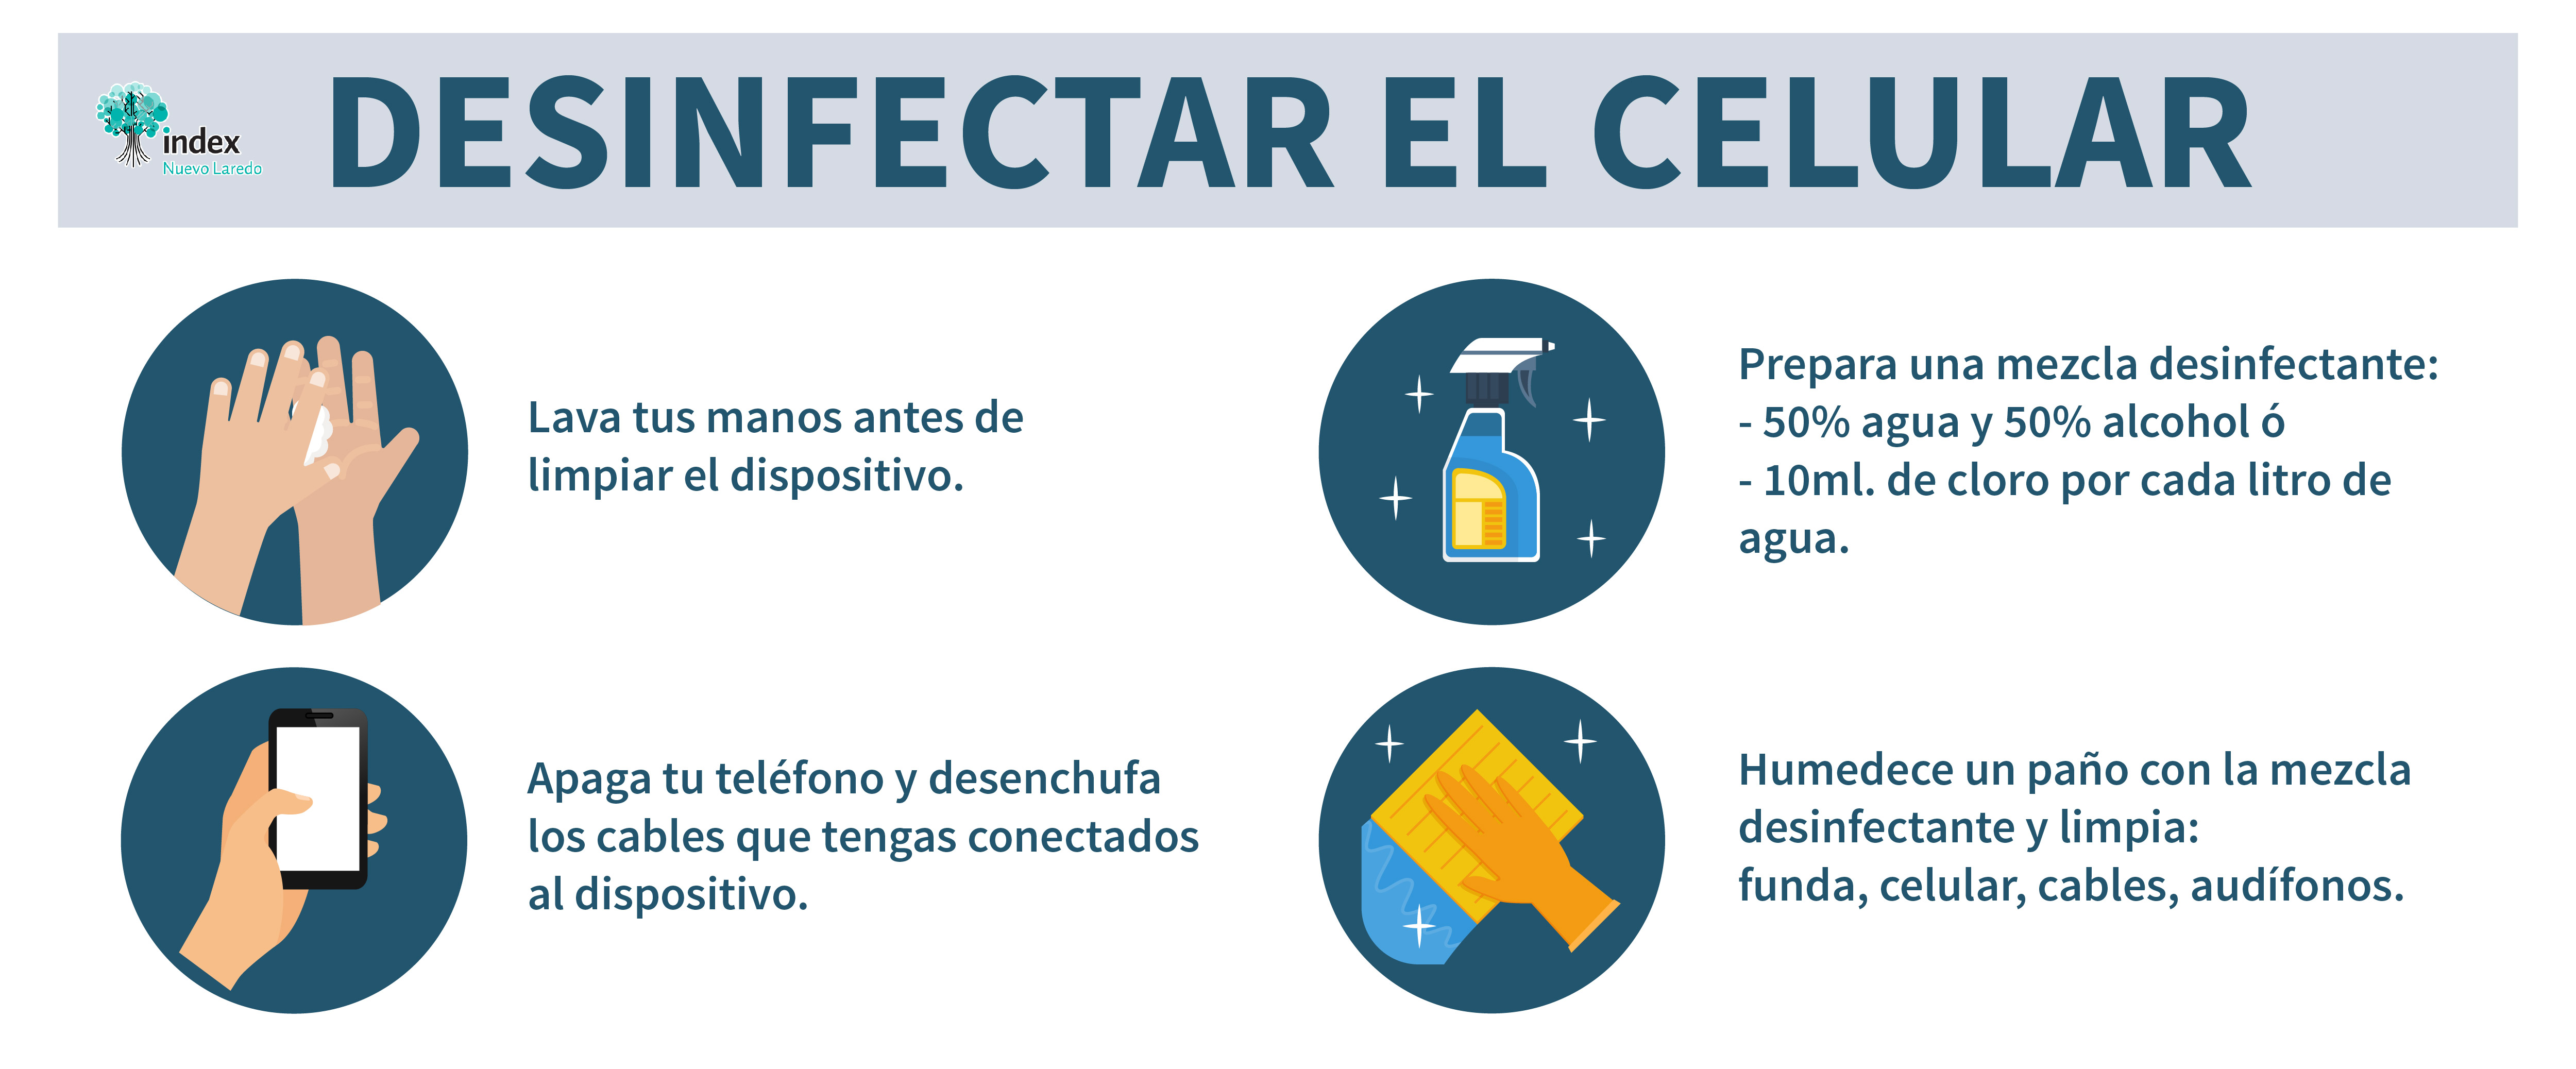 index
Nuevo Laredo
DESINFECTAR EL CELULAR
Lava tus manos antes de
limpiar el dispositivo.
Prepara una mezcla desinfectante:
- 50% agua y 50% alcohol ó
- 10ml. de cloro por cada litro de
agua.
Apaga tu teléfono y desenchufa
los cables que tengas conectados
al dispositivo.
Humedece un paño con la mezcla
desinfectante y limpia:
funda, celular, cables, audífonos.